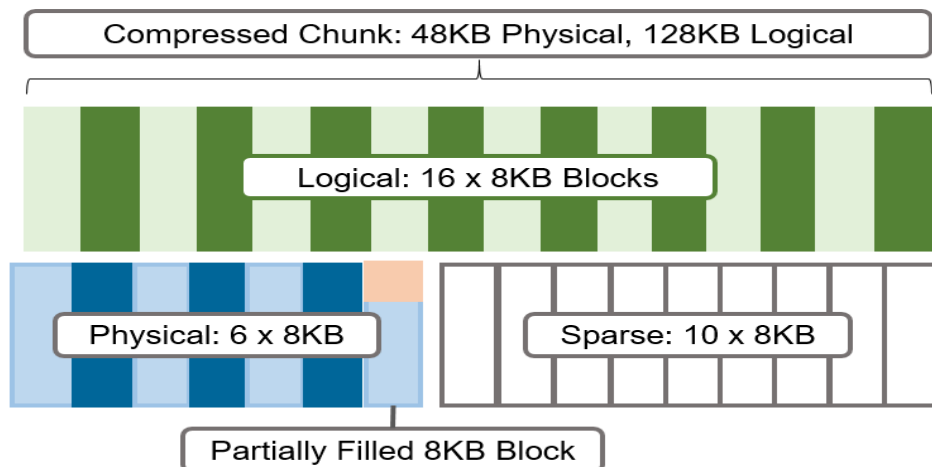 Compressed Chunk: 48KB Physical, 128KB Logical
Logical: 16 x 8KB Blocks
Physical: 6 x 8KB
Sparse: 10 x 8KB
Partially Filled 8KB Block